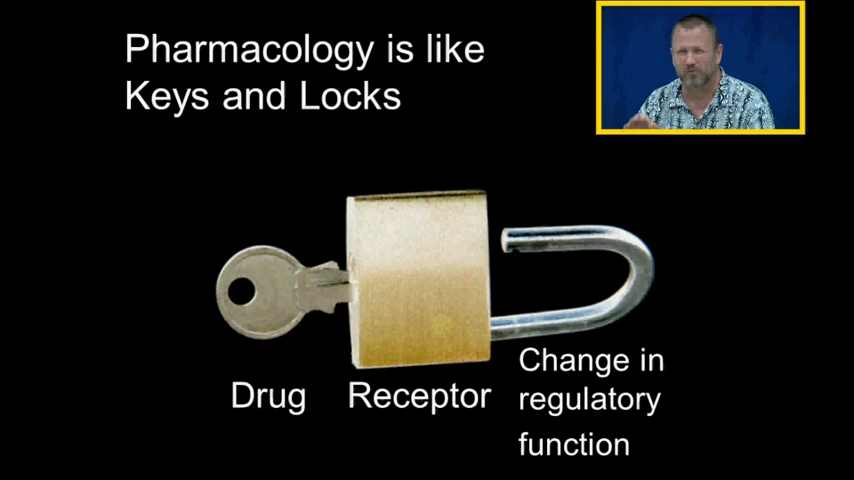 Pharmacology is like
Keys and Locks
Drug
Receptor
Change in
regulatory
function